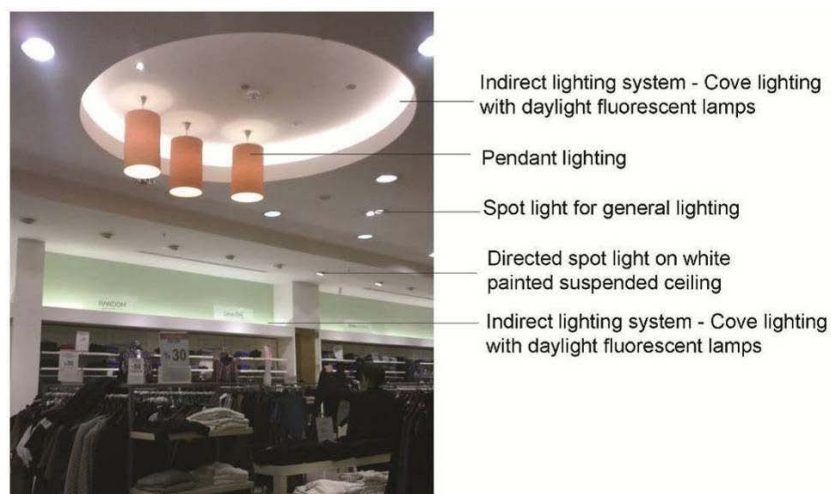 Indirect lighting system - Cove lighting
with daylight fluorescent lamps
Pendant lighting
Spot light for general lighting
Directed spot light on white
painted suspended ceiling
Indirect lighting system - Cove lighting
with daylight fluorescent lamps
RANDOM
30